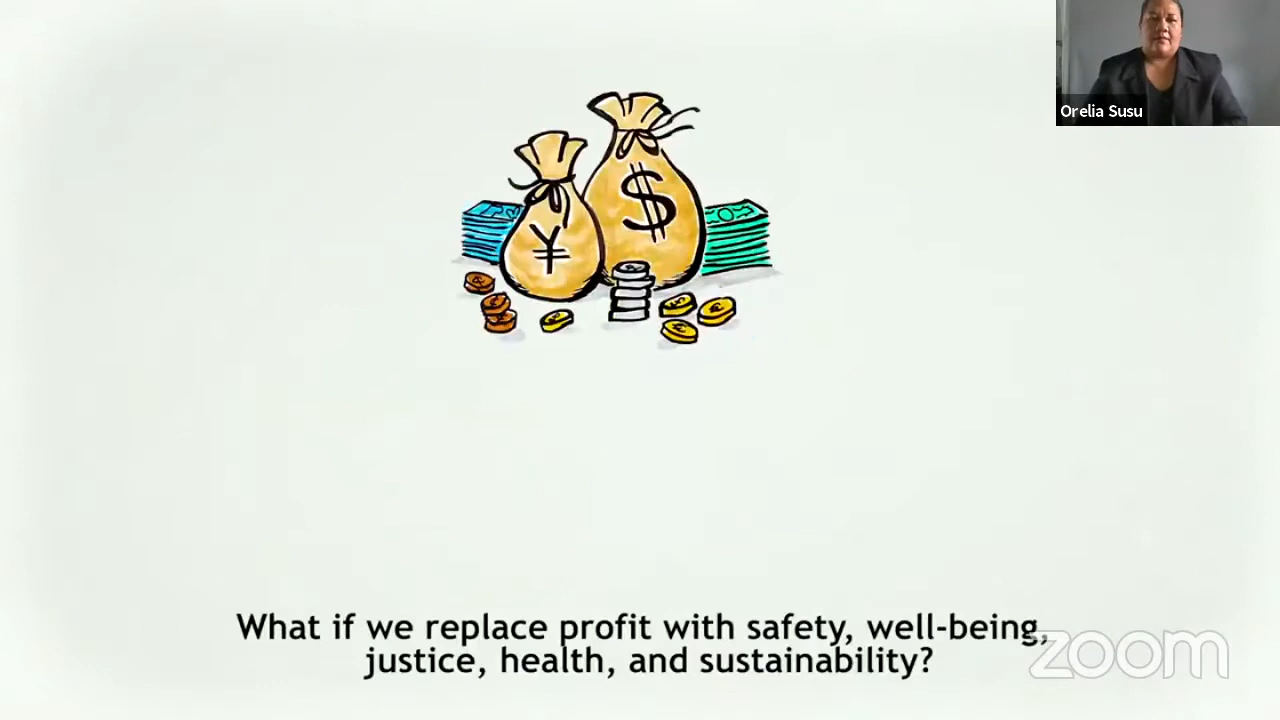 Orelia Susu
¥
$
What if we replace profit with safety, well-being,
justice, health, and sustainability?
zoom